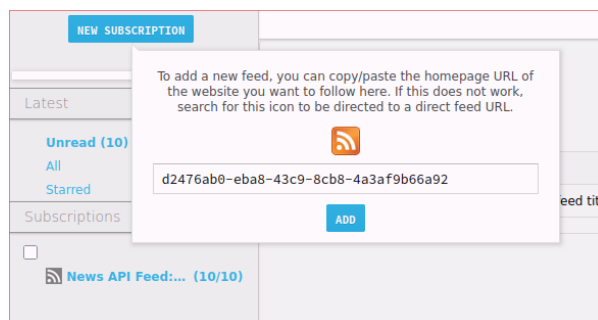 NEW SUBSCRIPTION
To add a new feed, you can copy/paste the homepage URL of
the website you want to follow here. If this does not work,
search for this icon to be directed to a direct feed URL.
d2476ab0-eba8-43c9-8cb8-4a3af9b66a92
ADD
Latest
Unread (10)
All
Starred
Subscriptions
News API Feed:... (10/10)
eed tit